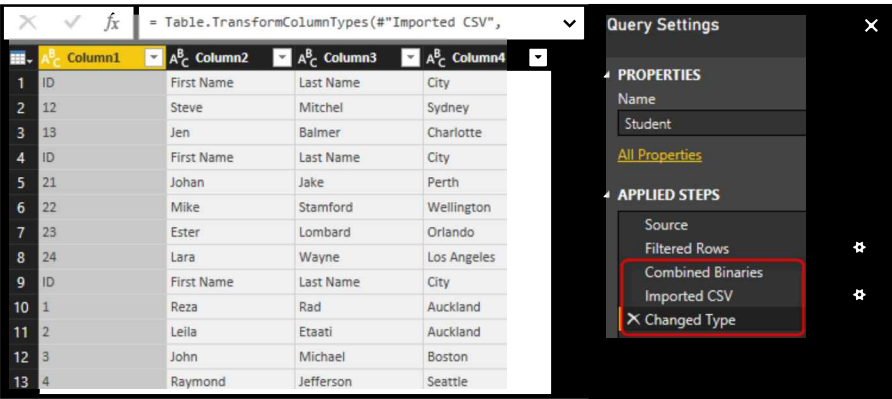 fx = Table.TransformColumnTypes(#"Imported CSV",
ABC Column1 ABC Column2 ABC Column3 ABC Column4
1 ID First Name Last Name City
2 12 Steve Mitchel Sydney
3 13 Jen Balmer Charlotte
4 ID First Name Last Name City
5 21 Johan Jake Perth
6 22 Mike Stamford Wellington
7 23 Ester Lombard Orlando
8 24 Lara Wayne Los Angeles
9 ID First Name Last Name City
10 1 Reza Rad Auckland
11 2 Leila Etaati Auckland
12 3 John Michael Boston
13 4 Raymond Jefferson Seattle
Query Settings
PROPERTIES
Name
Student
All Properties
APPLIED STEPS
Source
Filtered Rows
Combined Binaries
Imported CSV
Changed Type